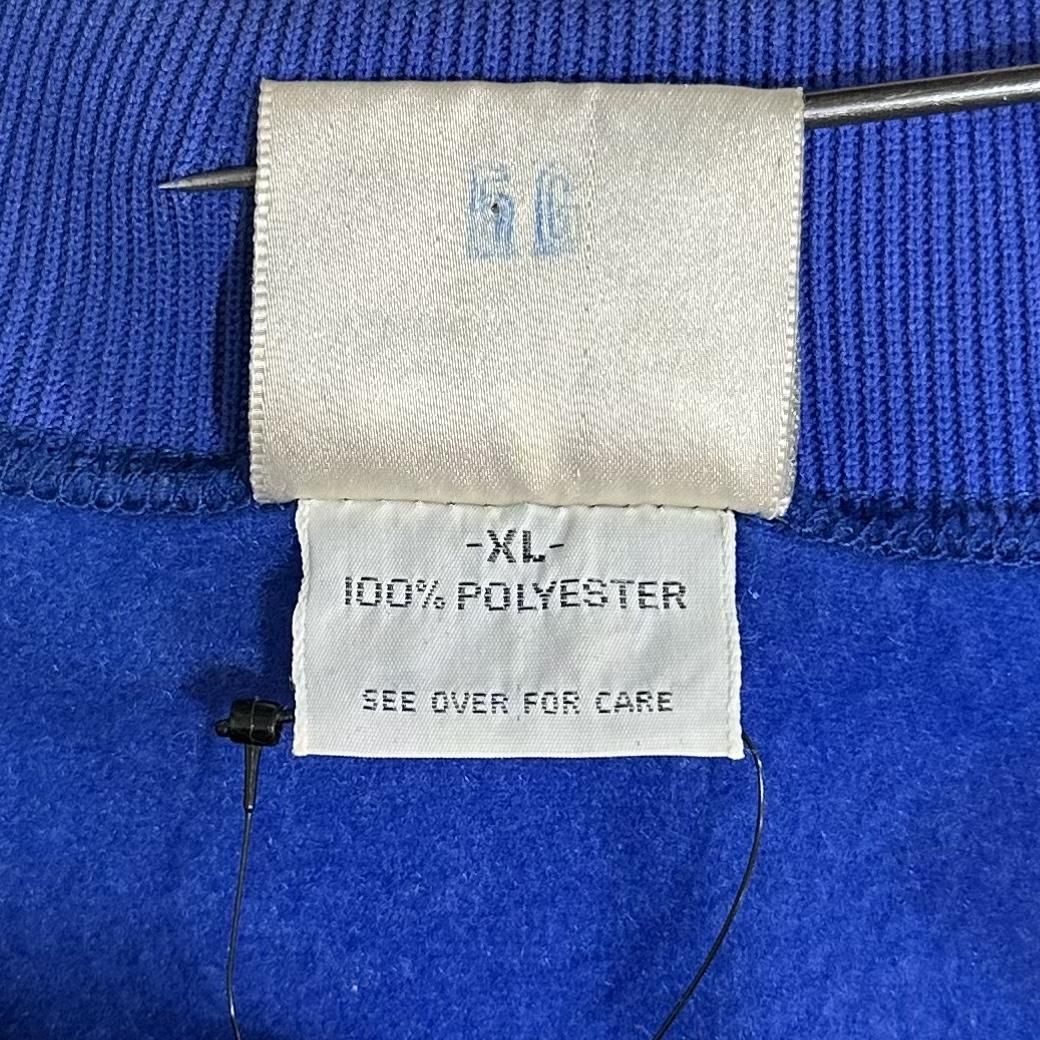 -XL-
100% POLYESTER
SEE OVER FOR CARE